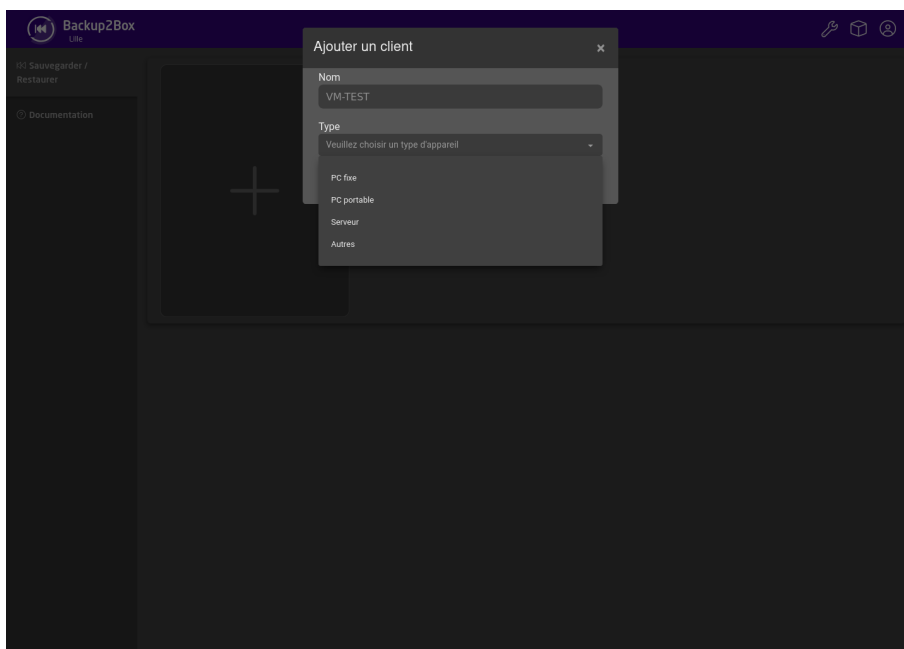 Backup2Box
Lille
Sauvegarder /
Restaurer
Documentation
Ajouter un client
×
Nom
VM-TEST
Type
Veuillez choisir un type d'appareil
PC fixe
PC portable
Serveur
Autres